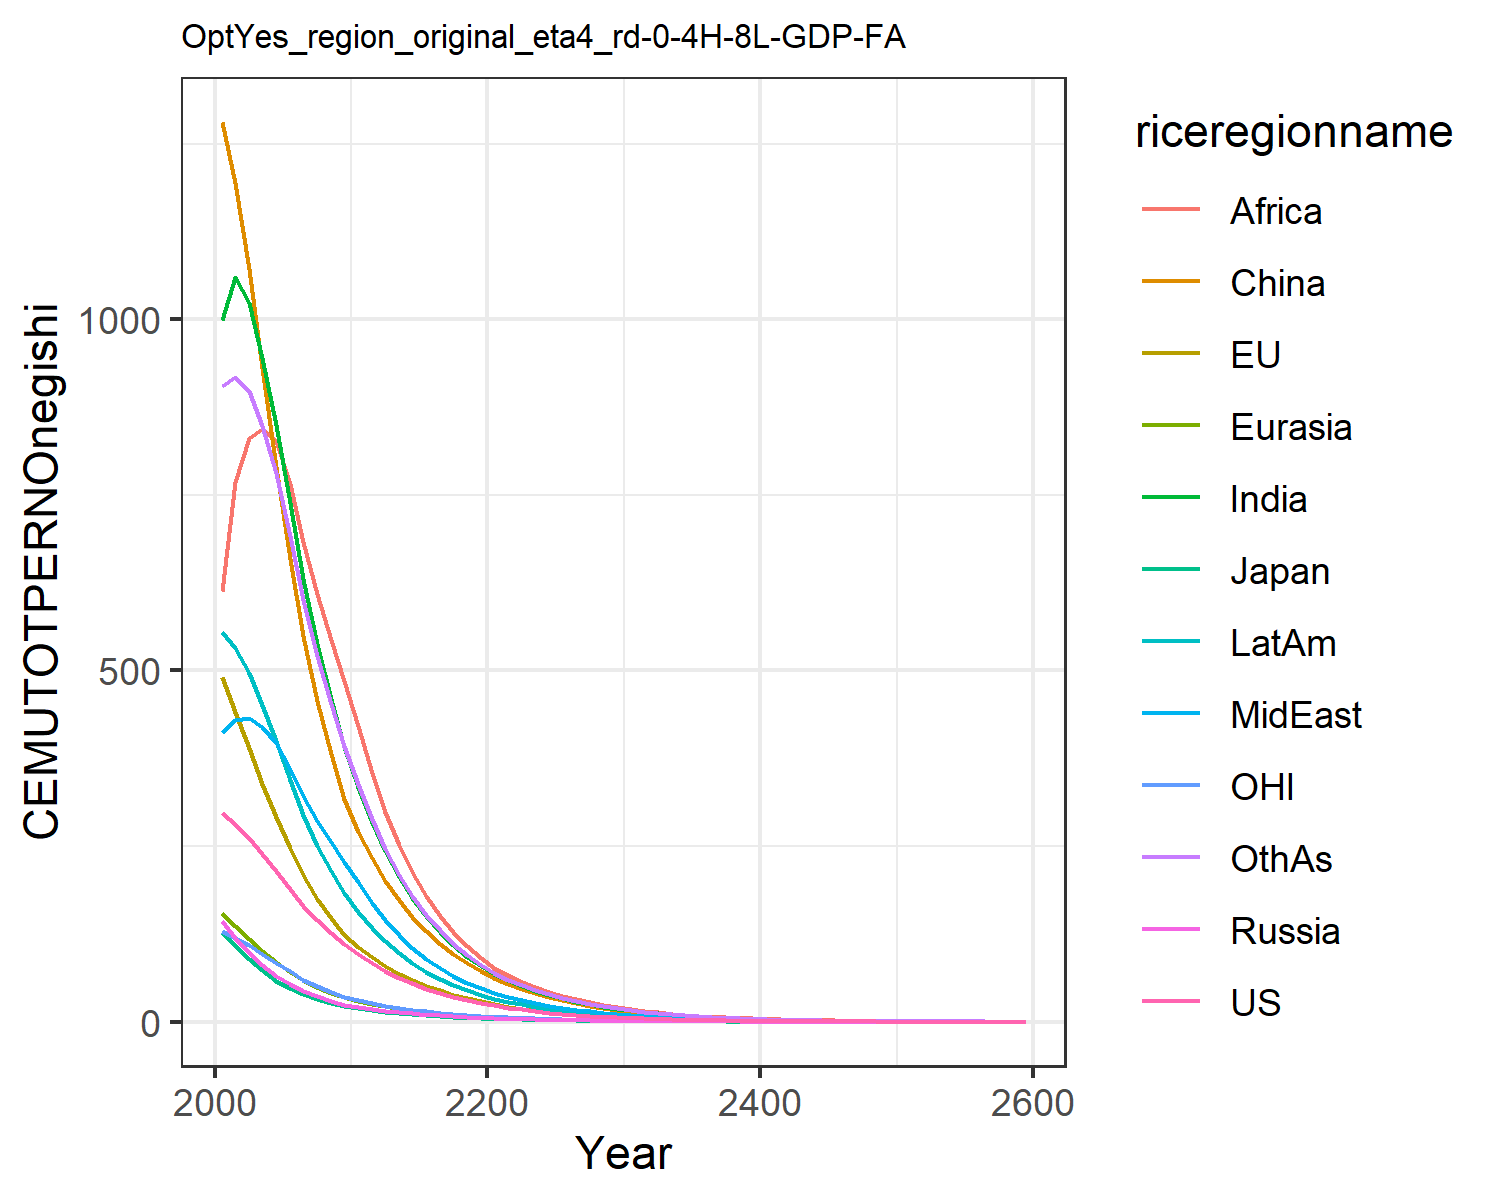 OptYes_region_original_eta4_rd-0-4H-8L-GDP-FA
CEMUTOTPERNOnegishi
1000
500
0
2000
2200
2400
2600
Year
riceregionname
Africa
China
EU
Eurasia
India
Japan
LatAm
MidEast
OHI
OthAs
Russia
US